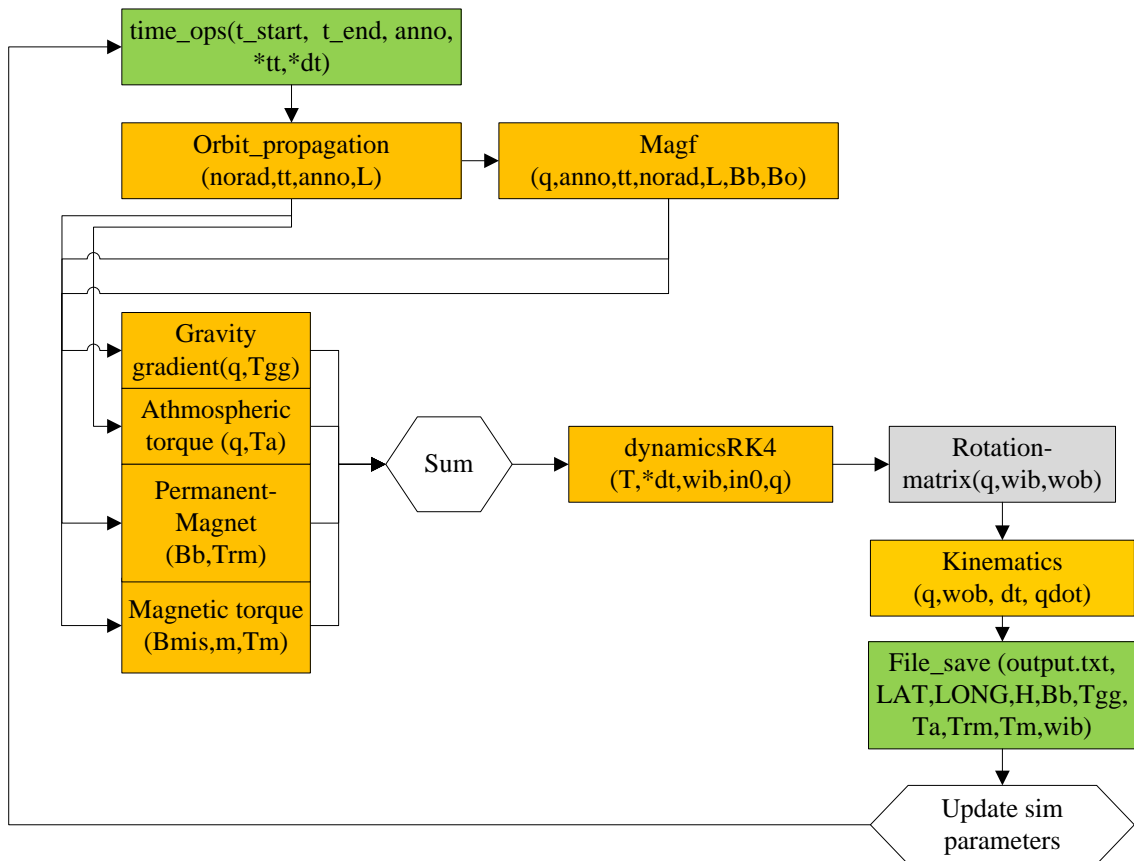 time_ops(t_start,  t_end, anno,
*tt,*dt)
Orbit_propagation
(norad,tt,anno,L)
Magf
(q,anno,tt,norad,L,Bb,Bo)
Gravity
gradient(q,Tgg)
Athmospheric
torque (q,Ta)
Permanent-
Magnet
(Bb,Trm)
Magnetic torque
(Bmis,m,Tm)
Sum
dynamicsRK4
(T,*dt,wib,in0,q)
Rotation-
matrix(q,wib,wob)
Kinematics
(q,wob, dt, qdot)
File_save (output.txt,
LAT,LONG,H,Bb,Tgg,
Ta,Trm,Tm,wib)
Update sim
parameters